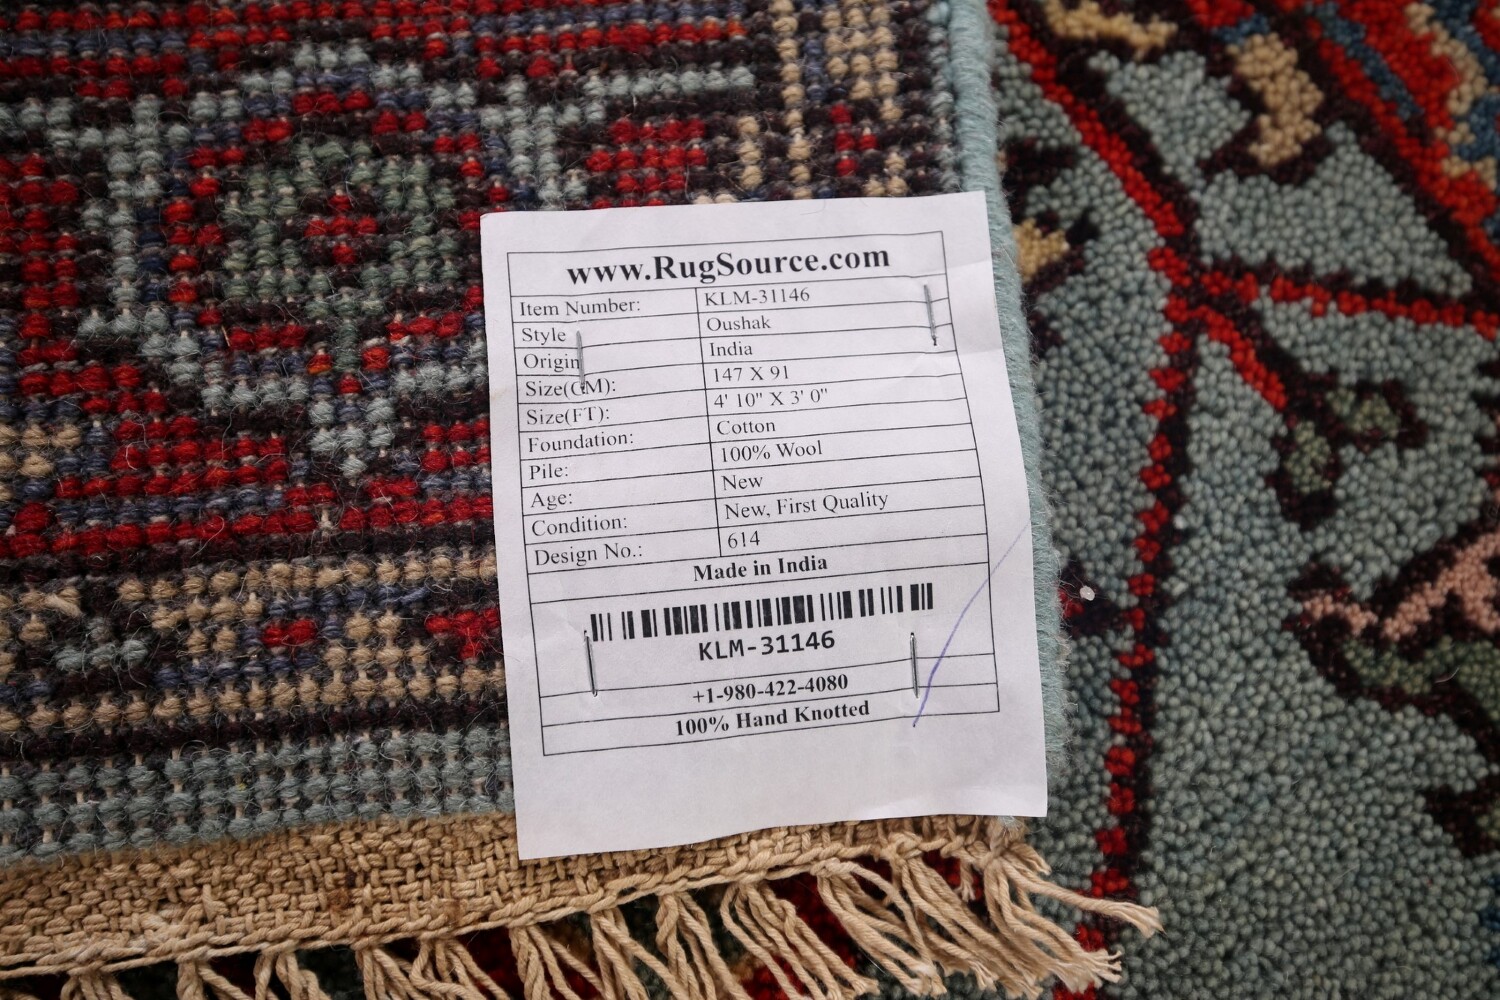 www.RugSource.com
Item Number: KLM-31146
Style Oushak
Origin India
Size(CM): 147 X 91
Size(FT): 4' 10" X 3' 0"
Foundation: Cotton
Pile: 100% Wool
Age: New
Condition: New, First Quality
Design No.: 614
Made in India
KLM-31146
+1-980-422-4080
100% Hand Knotted